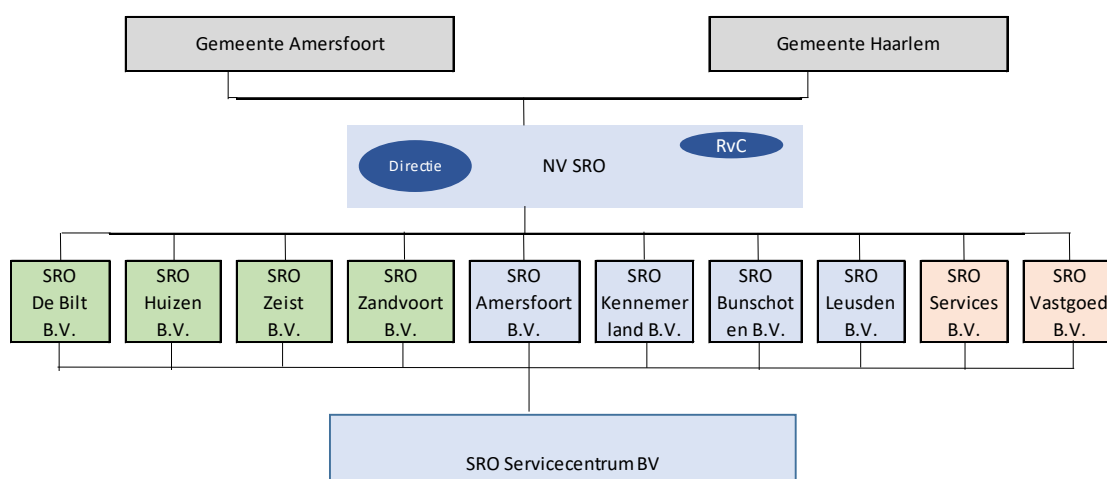 Gemeente Amersfoort
Gemeente Haarlem
Directie
NV SRO
RvC
SRO
De Bilt
B.V.
SRO
Huizen
B.V.
SRO
Zeist
B.V.
SRO
Zandvoort
B.V.
SRO
Amersfoort
B.V.
SRO
Kennemer
land B.V.
SRO
Bunschot
en B.V.
SRO
Leusden
B.V.
SRO
Services
B.V.
SRO
Vastgoed
B.V.
SRO Servicecentrum BV